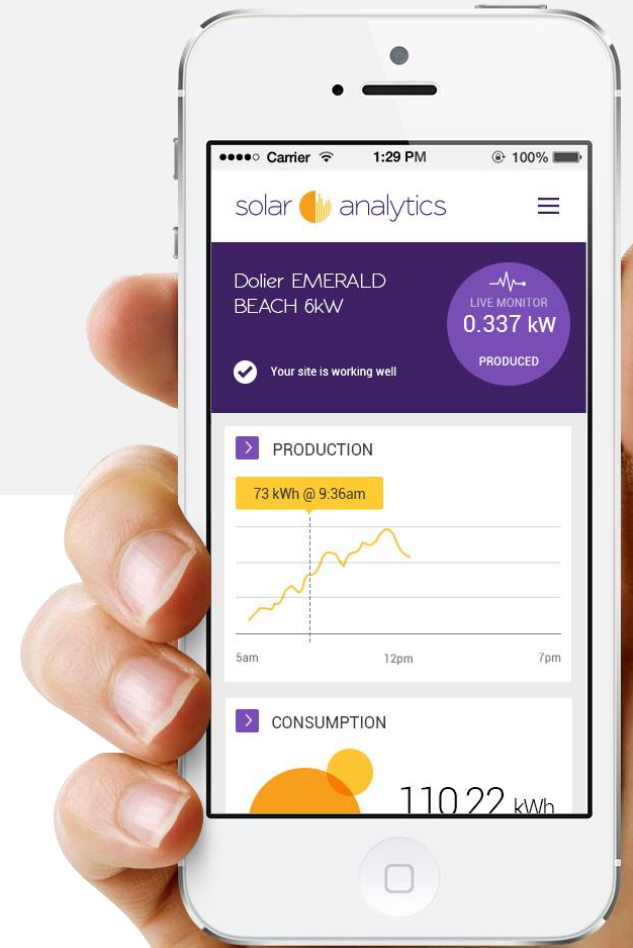 Carrier 1:29 PM 100%
solar analytics
Dolier EMERALD
BEACH 6kW
LIVE MONITOR
0.337 kW
PRODUCED
Your site is working well
PRODUCTION
73 kWh @ 9:36am
5am 12pm 7pm
CONSUMPTION
110.22 kWh